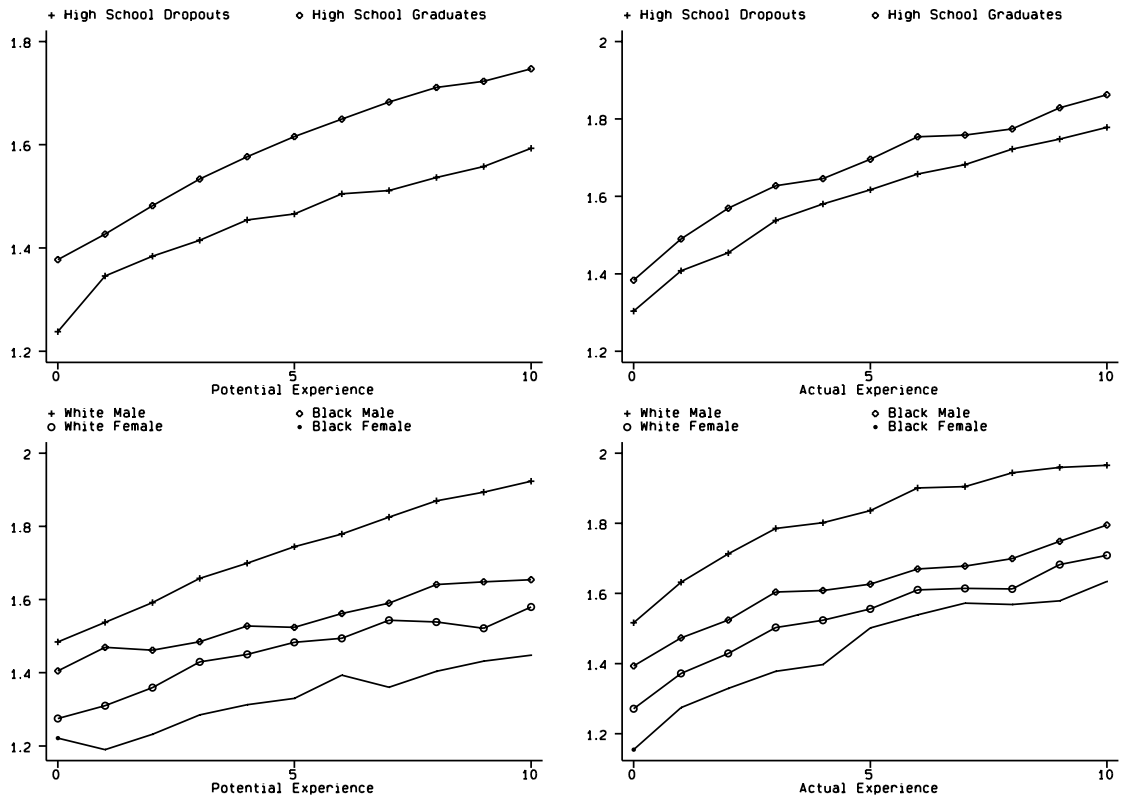 + High School Dropouts ◇ High School Graduates
1.8
1.6
1.4
1.2
0 5 10
Potential Experience
+ High School Dropouts ◇ High School Graduates
2
1.8
1.6
1.4
1.2
0 5 10
Actual Experience
+ White Male ◇ Black Male
○ White Female • Black Female
2
1.8
1.6
1.4
1.2
0 5 10
Potential Experience
+ White Male ◇ Black Male
○ White Female • Black Female
2
1.8
1.6
1.4
1.2
0 5 10
Actual Experience